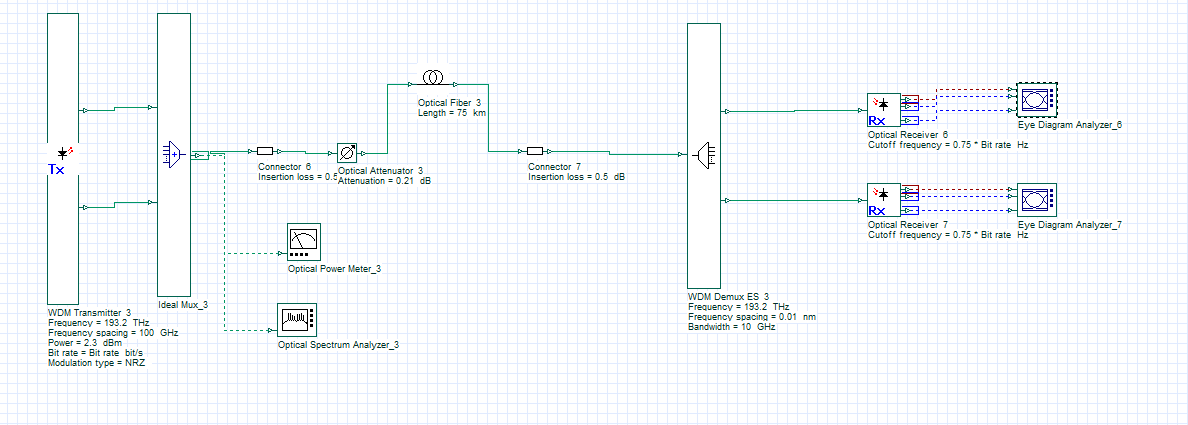 Tx
WDM Transmitter_3
Frequency = 193.2 THz
Frequency spacing = 100 GHz
Power = 2.3 dBm
Bit rate = Bit rate bit/s
Modulation type = NRZ
Ideal Mux_3
Connector_6
Insertion loss = 0.5
Optical Attenuator_3
Attenuation = 0.21 dB
Optical Fiber_3
Length = 75 km
Connector_7
Insertion loss = 0.5 dB
Optical Power Meter_3
Optical Spectrum Analyzer_3
WDM Demux ES_3
Frequency = 193.2 THz
Frequency spacing = 0.01 nm
Bandwidth = 10 GHz
Rx
Optical Receiver_6
Cutoff frequency = 0.75 * Bit rate Hz
Eye Diagram Analyzer_6
Rx
Optical Receiver_7
Cutoff frequency = 0.75 * Bit rate Hz
Eye Diagram Analyzer_7